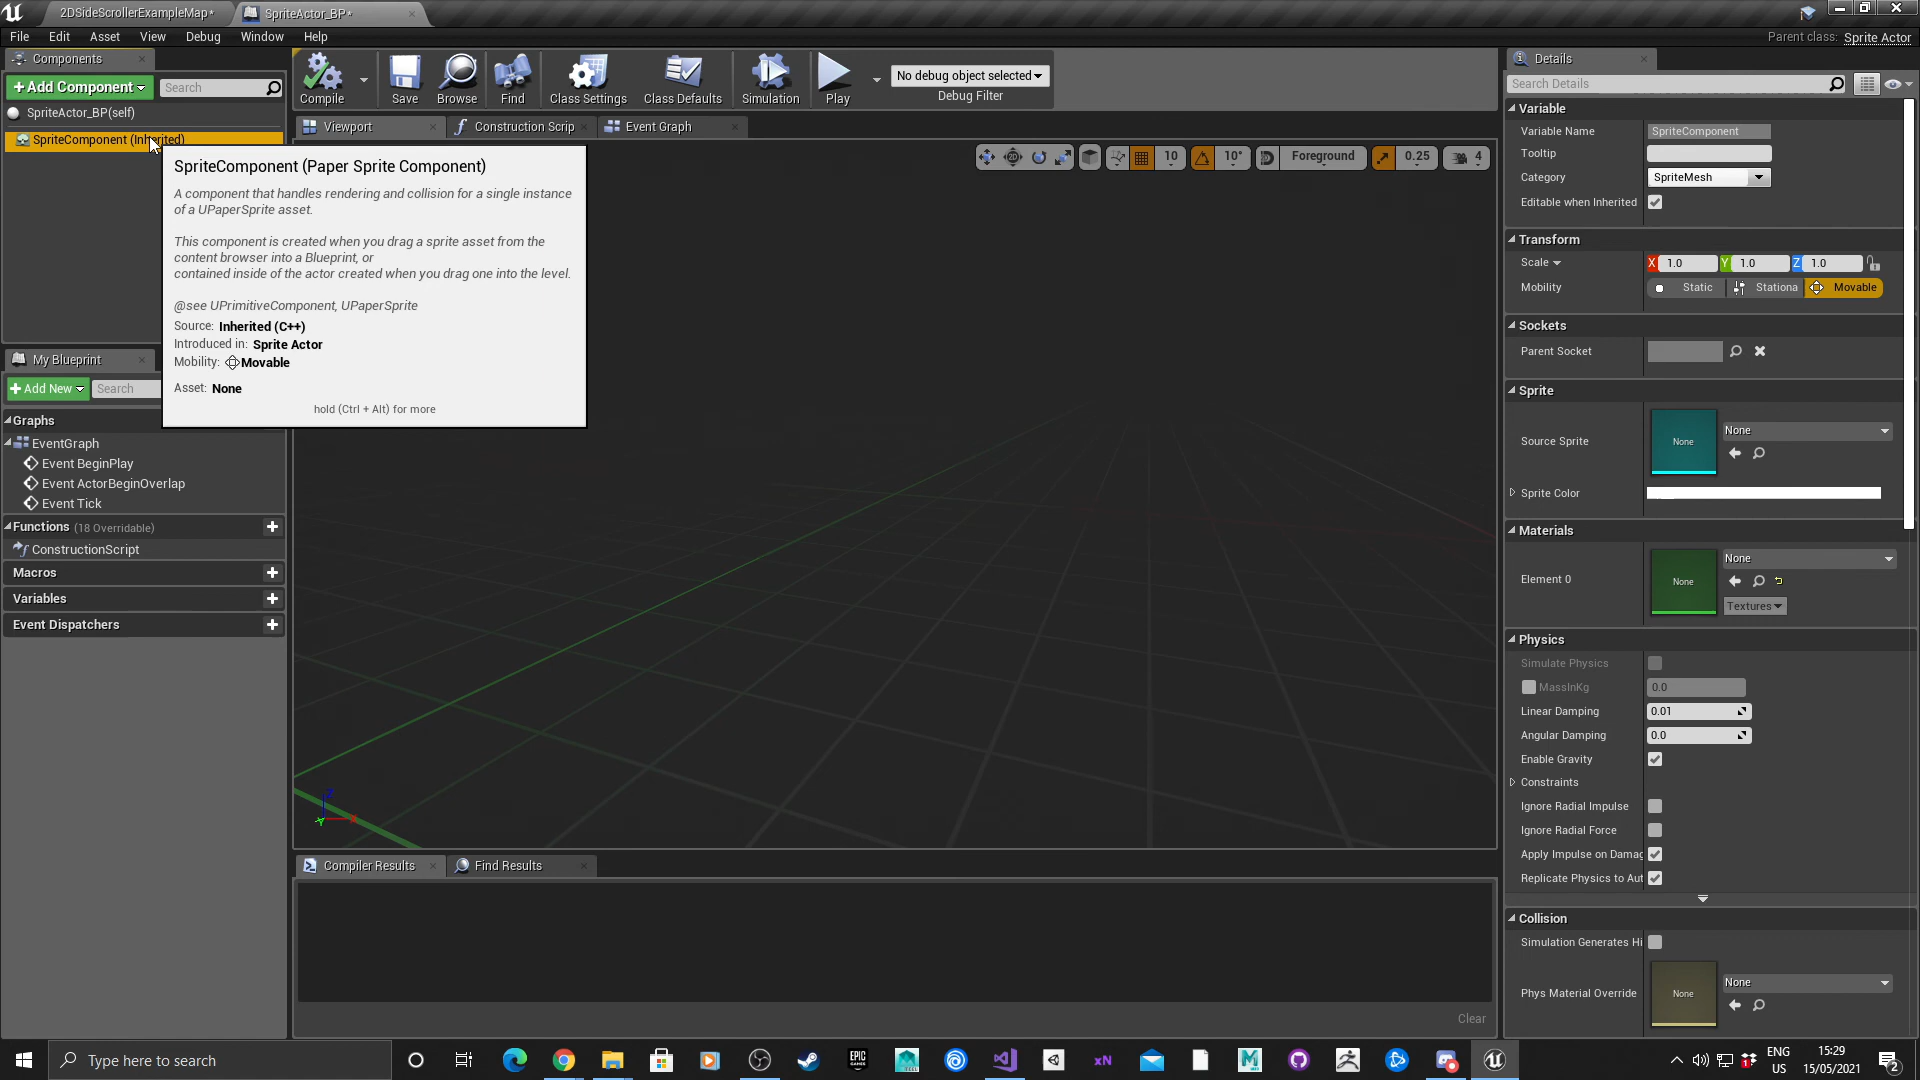 2DSideScrollerExampleMap*
SpriteActor_BP*
File Edit Asset View Debug Window Help
Parent class: Sprite Actor
Components
+Add Component
Search
SpriteActor_BP(self)
SpriteComponent (Inherited)
SpriteComponent (Paper Sprite Component)
A component that handles rendering and collision for a single instance
of a UPaperSprite asset.
This component is created when you drag a sprite asset from the
content browser into a Blueprint, or
contained inside of the actor created when you drag one into the level.
@see UPrimitiveComponent, UPaperSprite
Source: Inherited (C++)
Introduced in: Sprite Actor
Mobility: Movable
Asset: None
hold (Ctrl + Alt) for more
My Blueprint
+Add New
Search
Graphs
EventGraph
Event BeginPlay
Event ActorBeginOverlap
Event Tick
Functions (18 Overridable)
ConstructionScript
Macros
Variables
Event Dispatchers
Compile
Save
Browse
Find
Class Settings
Class Defaults
Simulation
Play
No debug object selected
Debug Filter
Viewport
Construction Scrip
Event Graph
10
10°
Foreground
0.25
4
Z
X
Y
Compiler Results
Find Results
Clear
Details
Search Details
Variable
Variable Name SpriteComponent
Tooltip
Category SpriteMesh
Editable when Inherited
Transform
Scale X 1.0 Y 1.0 Z 1.0
Mobility Static Stationa Movable
Sockets
Parent Socket
Sprite
Source Sprite None None
Sprite Color
Materials
Element 0 None None
Textures
Physics
Simulate Physics
MassInKg 0.0
Linear Damping 0.01
Angular Damping 0.0
Enable Gravity
Constraints
Ignore Radial Impulse
Ignore Radial Force
Apply Impulse on Damag
Replicate Physics to Aut
Collision
Simulation Generates Hi
Phys Material Override None None
Type here to search
EPIC GAMES
xN
ENG
US
15:29
15/05/2021
2